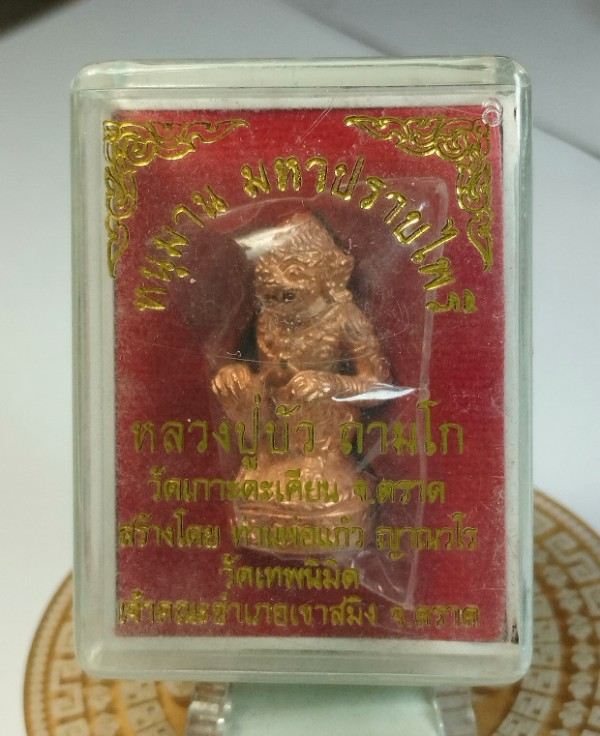 หนุมาน มหาปราบไพรี
หลวงปู่บัว ถามโก
วัดเกาะตะเคียน จ.ตราด
สร้างโดย ท่านพ่อแก้ว ญาณวโร
วัดเทพนิมิต
เจ้าคณะอำเภอเขาสมิง จ.ตราด